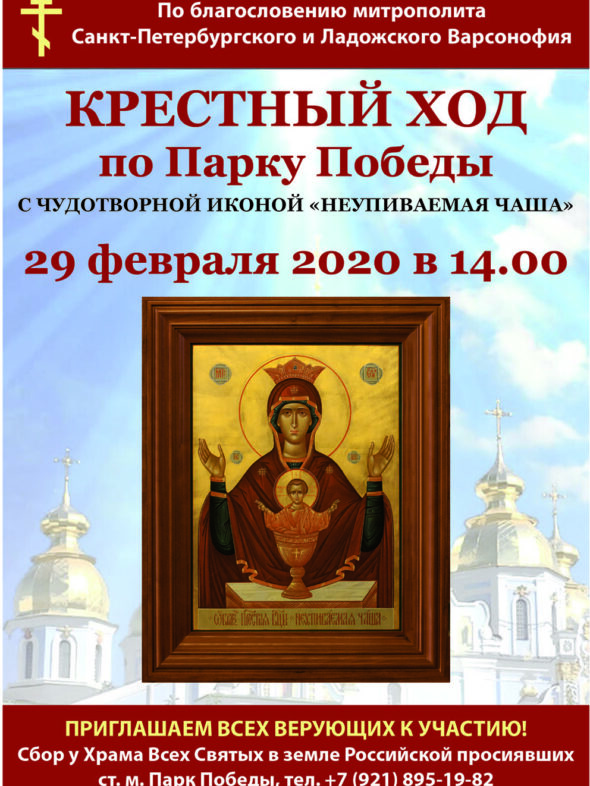 По благословению митрополита
Санкт-Петербургского и Ладожского Варсонофия
КРЕСТНЫЙ ХОД
по Парку Победы
С ЧУДОТВОРНОЙ ИКОНОЙ «НЕУПИВАЕМАЯ ЧАША»
29 февраля 2020 в 14.00
ПРИГЛАШАЕМ ВСЕХ ВЕРУЮЩИХ К УЧАСТИЮ!
Сбор у Храма Всех Святых в земле Российской просиявших
ст. м. Парк Победы, тел. +7 (921) 895-19-82